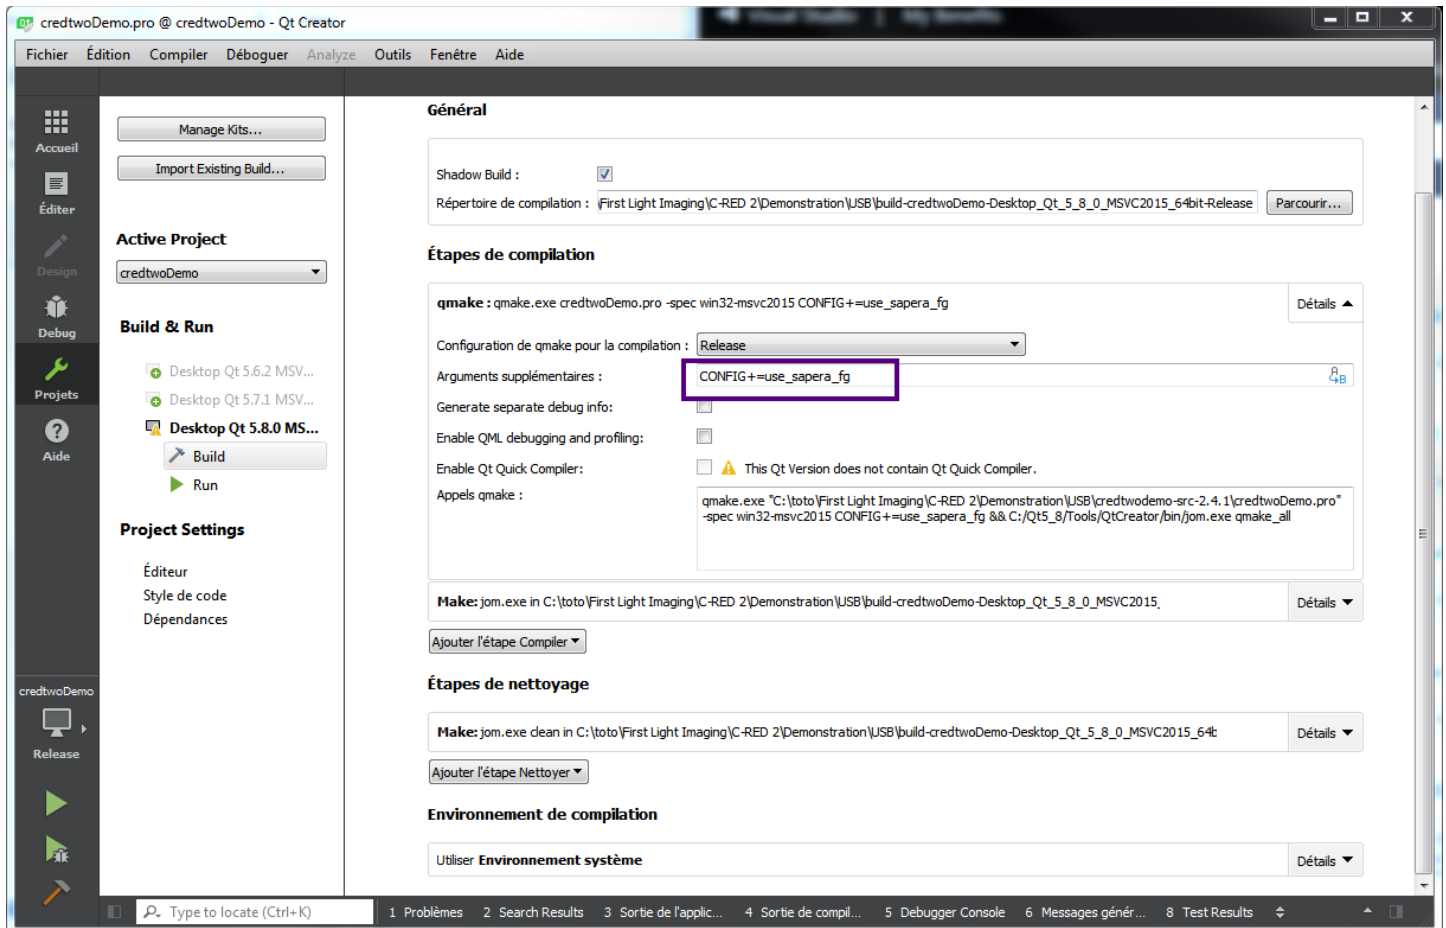 credtwoDemo.pro @ credtwoDemo - Qt Creator
Visual Studio | My Benefits
Fichier Édition Compiler Déboguer Analyze Outils Fenêtre Aide
Accueil
Éditer
Design
Debug
Projets
Aide
credtwoDemo
Release
Manage Kits...
Import Existing Build...
Active Project
credtwoDemo
Build & Run
Desktop Qt 5.6.2 MSV...
Desktop Qt 5.7.1 MSV...
Desktop Qt 5.8.0 MS...
Build
Run
Project Settings
Éditeur
Style de code
Dépendances
Général
Shadow Build :
Répertoire de compilation : \First Light Imaging\C-RED 2\Demonstration\USB\build-credtwoDemo-Desktop_Qt_5_8_0_MSVC2015_64bit-Release Parcourir...
Étapes de compilation
qmake : qmake.exe credtwoDemo.pro -spec win32-msvc2015 CONFIG+=use_sapera_fg Détails
Configuration de qmake pour la compilation : Release
Arguments supplémentaires : CONFIG+=use_sapera_fg
Generate separate debug info:
Enable QML debugging and profiling:
Enable Qt Quick Compiler: This Qt Version does not contain Qt Quick Compiler.
Appels qmake : qmake.exe "C:\toto\First Light Imaging\C-RED 2\Demonstration\USB\credtwodemo-src-2.4.1\credtwoDemo.pro"
-spec win32-msvc2015 CONFIG+=use_sapera_fg && C:/Qt5_8/Tools/QtCreator/bin/jom.exe qmake_all
Make: jom.exe in C:\toto\First Light Imaging\C-RED 2\Demonstration\USB\build-credtwoDemo-Desktop_Qt_5_8_0_MSVC2015_ Détails
Ajouter l'étape Compiler
Étapes de nettoyage
Make: jom.exe clean in C:\toto\First Light Imaging\C-RED 2\Demonstration\USB\build-credtwoDemo-Desktop_Qt_5_8_0_MSVC2015_64b Détails
Ajouter l'étape Nettoyer
Environnement de compilation
Utiliser Environnement système Détails
Type to locate (Ctrl+K) 1 Problèmes 2 Search Results 3 Sortie de l'applic... 4 Sortie de compil... 5 Debugger Console 6 Messages génér... 8 Test Results